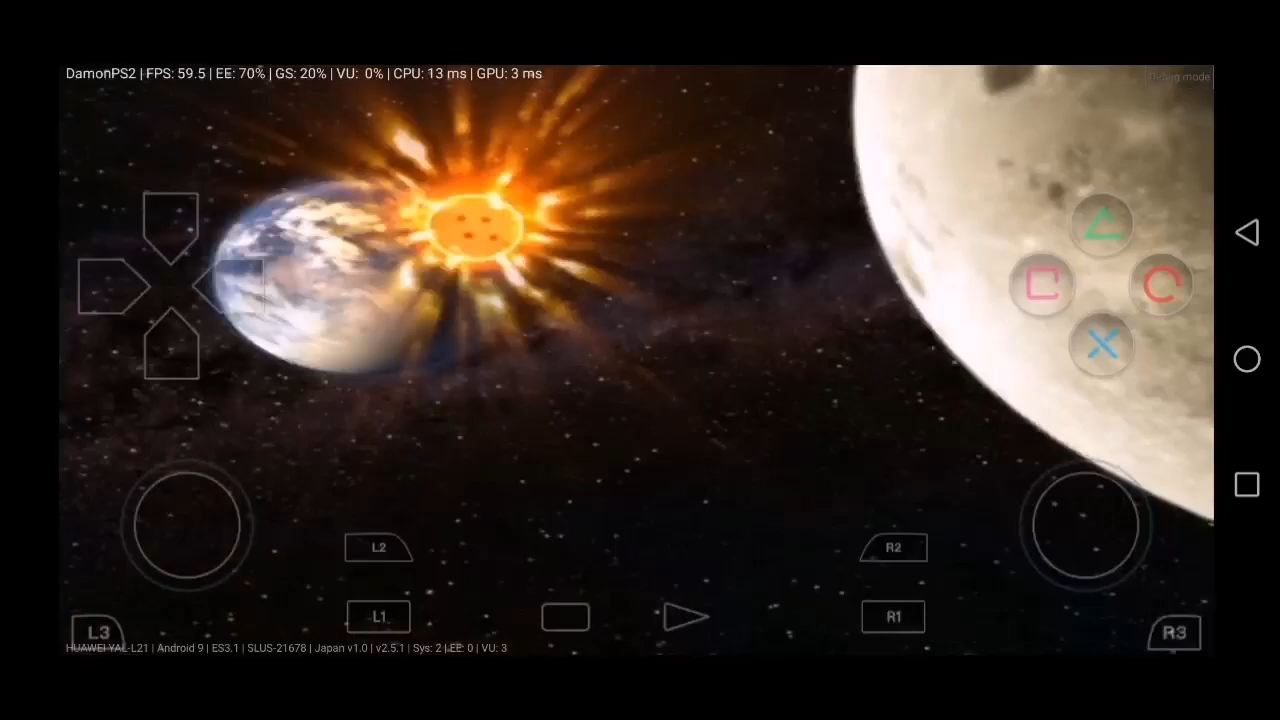 DamonPS2 | FPS: 59.5 | EE: 70% | GS: 20% | VU: 0% | CPU: 13 ms | GPU: 3 ms
Debug mode
L2
R2
L1
R1
L3
R3
HUAWEI YAL-L21 | Android 9 | ES3.1 | SLUS-21678 | Japan v1.0 | v2.5.1 | Sys: 2 | EE: 0 | VU: 3